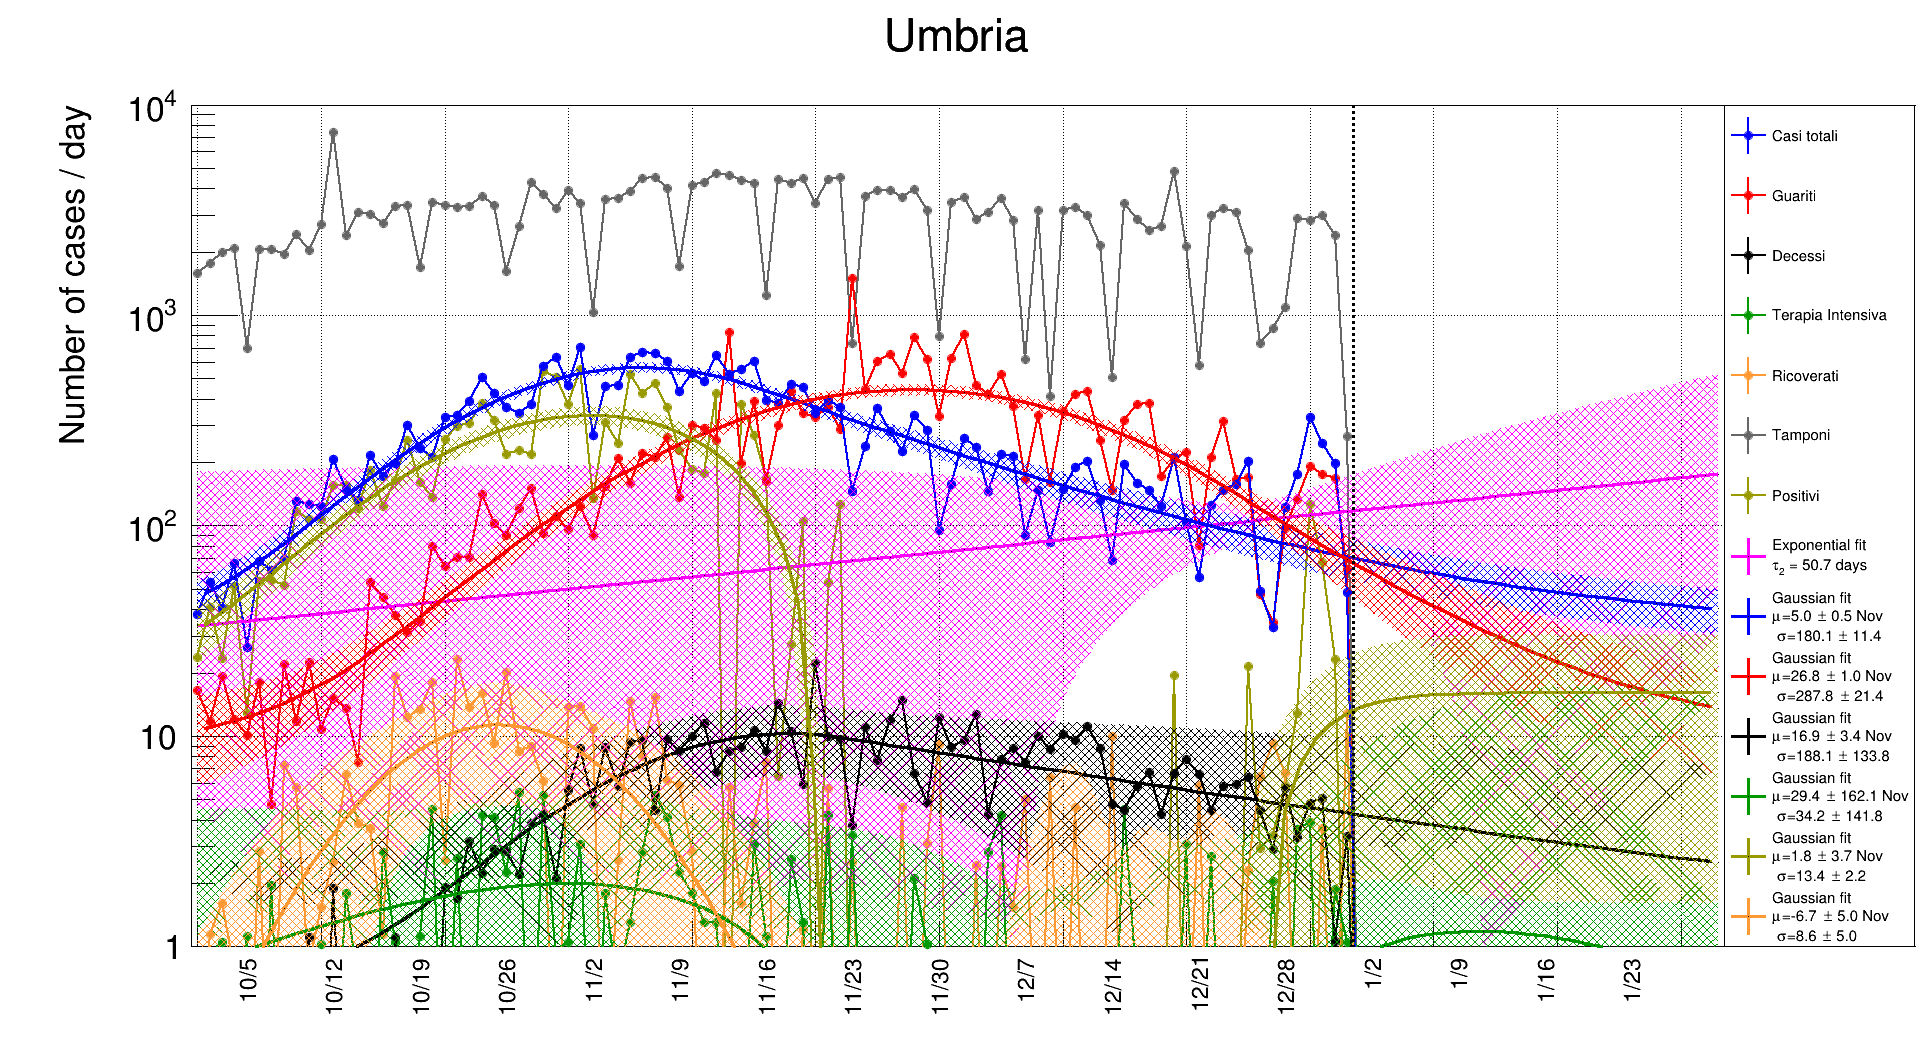 Umbria
Number of cases / day
10⁴
10³
10²
10
1
10/5
10/12
10/19
10/26
11/2
11/9
11/16
11/23
11/30
12/7
12/14
12/21
12/28
1/2
1/9
1/16
1/23
Casi totali
Guariti
Decessi
Terapia Intensiva
Ricoverati
Tamponi
Positivi
Exponential fit
τ₂ = 50.7 days
Gaussian fit
μ=5.0 ± 0.5 Nov
σ=180.1 ± 11.4
Gaussian fit
μ=26.8 ± 1.0 Nov
σ=287.8 ± 21.4
Gaussian fit
μ=16.9 ± 3.4 Nov
σ=188.1 ± 133.8
Gaussian fit
μ=29.4 ± 162.1 Nov
σ=34.2 ± 141.8
Gaussian fit
μ=1.8 ± 3.7 Nov
σ=13.4 ± 2.2
Gaussian fit
μ=-6.7 ± 5.0 Nov
σ=8.6 ± 5.0